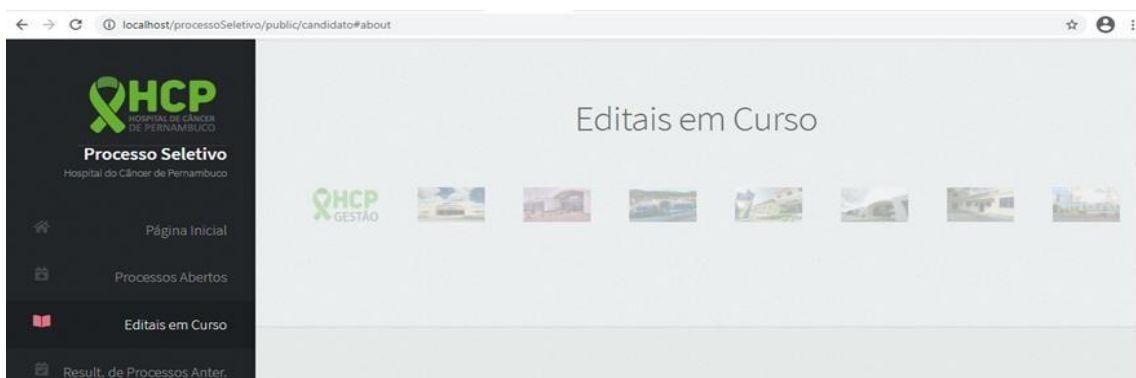 localhost/processoSeletivo/public/candidato#about
HCP
HOSPITAL DE CÂNCER
DE PERNAMBUCO
Processo Seletivo
Hospital do Câncer de Pernambuco
Página Inicial
Processos Abertos
Editais em Curso
Result. de Processos Anter.
Editais em Curso
HCP
GESTÃO